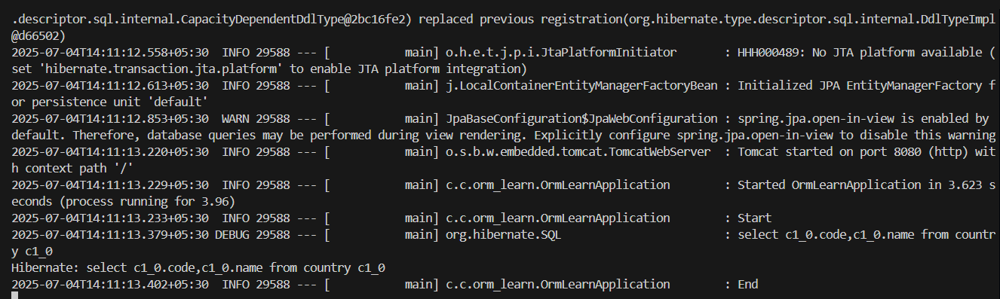 .descriptor.sql.internal.CapacityDependentDdlType@2bc16fe2) replaced previous registration(org.hibernate.type.descriptor.sql.internal.DdlTypeImpl
@d66502)
2025-07-04T14:11:12.558+05:30  INFO 29588 --- [           main] o.h.e.t.j.p.i.JtaPlatformInitiator       : HHH000489: No JTA platform available (
set 'hibernate.transaction.jta.platform' to enable JTA platform integration)
2025-07-04T14:11:12.613+05:30  INFO 29588 --- [           main] j.LocalContainerEntityManagerFactoryBean : Initialized JPA EntityManagerFactory f
or persistence unit 'default'
2025-07-04T14:11:12.853+05:30  WARN 29588 --- [           main] JpaBaseConfiguration$JpaWebConfiguration : spring.jpa.open-in-view is enabled by
default. Therefore, database queries may be performed during view rendering. Explicitly configure spring.jpa.open-in-view to disable this warning
2025-07-04T14:11:13.220+05:30  INFO 29588 --- [           main] o.s.b.w.embedded.tomcat.TomcatWebServer  : Tomcat started on port 8080 (http) wit
h context path '/'
2025-07-04T14:11:13.229+05:30  INFO 29588 --- [           main] c.c.orm_learn.OrmLearnApplication        : Started OrmLearnApplication in 3.623 s
econds (process running for 3.96)
2025-07-04T14:11:13.233+05:30  INFO 29588 --- [           main] c.c.orm_learn.OrmLearnApplication        : Start
2025-07-04T14:11:13.379+05:30 DEBUG 29588 --- [           main] org.hibernate.SQL                        : select c1_0.code,c1_0.name from countr
y c1_0
Hibernate: select c1_0.code,c1_0.name from country c1_0
2025-07-04T14:11:13.402+05:30  INFO 29588 --- [           main] c.c.orm_learn.OrmLearnApplication        : End